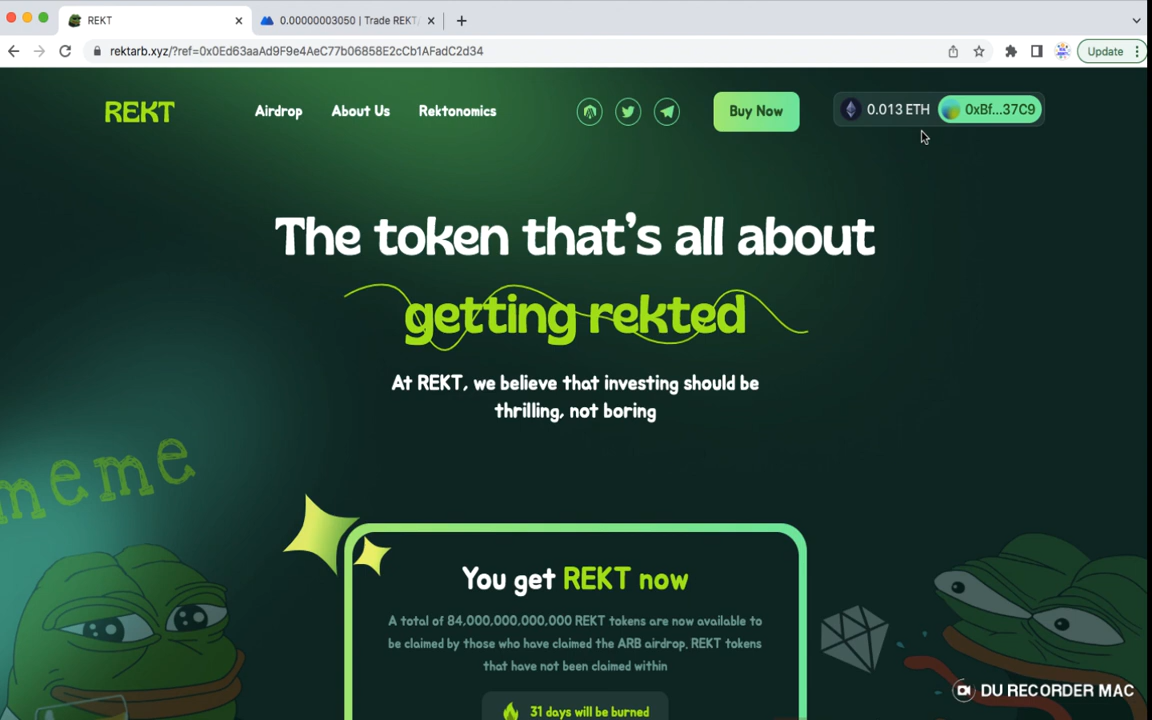 REKT
0.00000003050 | Trade REKT
rektarb.xyz/?ref=0x0Ed63aaAd9F9e4AeC77b06858E2cCb1AFadC2d34
Update
REKT
Airdrop
About Us
Rektonomics
Buy Now
0.013 ETH
0xBf...37C9
The token that's all about
getting rekted
At REKT, we believe that investing should be
thrilling, not boring
meme
You get REKT now
A total of 84,000,000,000,000 REKT tokens are now available to
be claimed by those who have claimed the ARB airdrop. REKT tokens
that have not been claimed within
31 days will be burned
DU RECORDER MAC